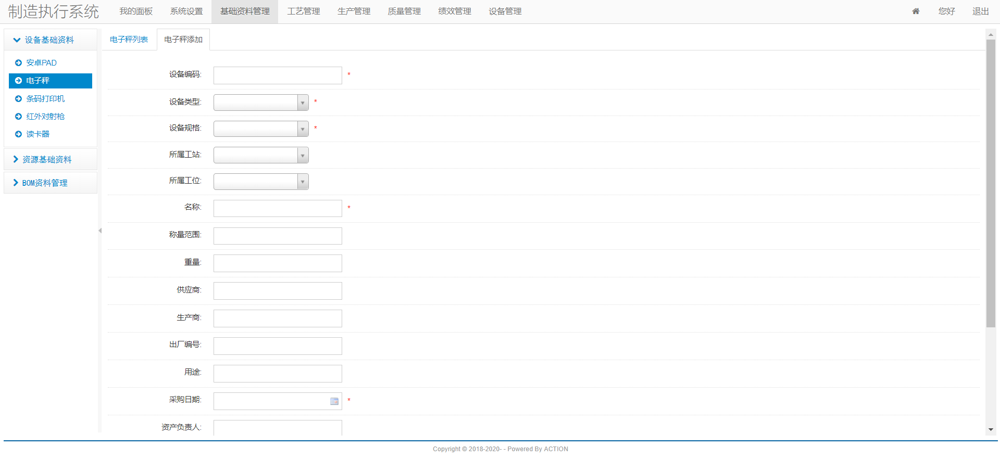 制造执行系统 我的面板 系统设置 基础资料管理 工艺管理 生产管理 质量管理 绩效管理 设备管理 您好 退出
设备基础资料
安卓PAD
电子秤
条码打印机
红外对射枪
读卡器
资源基础资料
BOM资料管理
电子秤列表 电子秤添加
设备编码: *
设备类型: *
设备规格: *
所属工站:
所属工位:
名称: *
称量范围:
重量:
供应商:
生产商:
出厂编号:
用途:
采购日期: *
资产负责人:
Copyright © 2018-2020- - Powered By ACTION